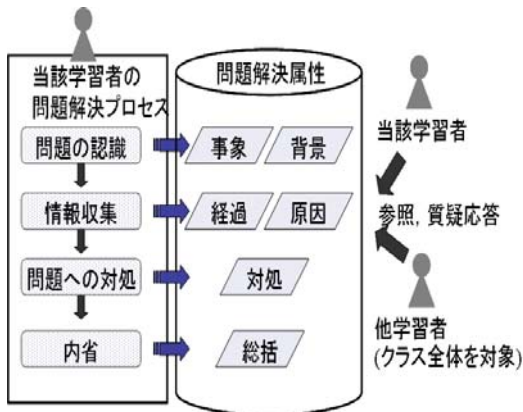 当該学習者の
問題解決プロセス
問題の認識
情報収集
問題への対処
内省
問題解決属性
事象 背景
経過 原因
対処
総括
当該学習者
参照, 質疑応答
他学習者
(クラス全体を対象)